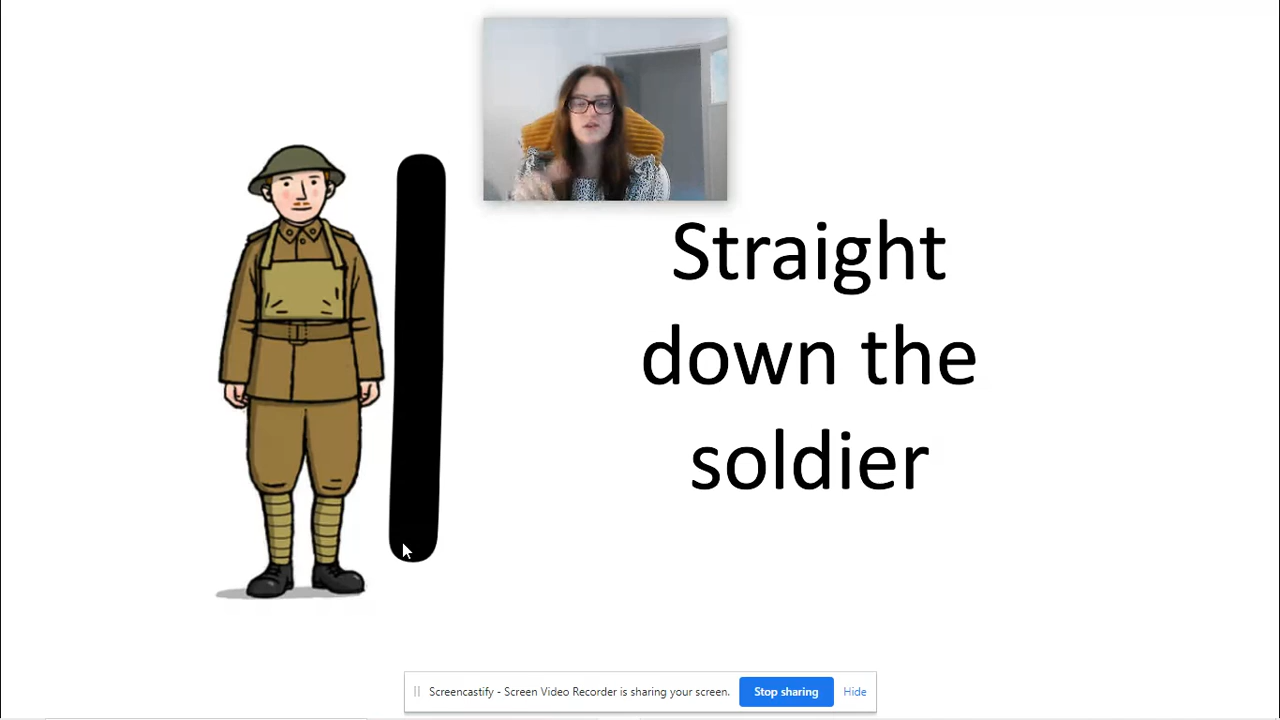 Straight
down the
soldier
Screencastify - Screen Video Recorder is sharing your screen. Stop sharing Hide